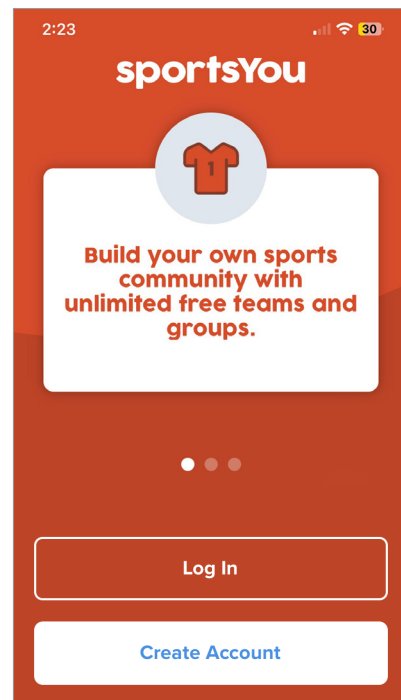 2:23
30
sportsYou
1
Build your own sports
community with
unlimited free teams and
groups.
Log In
Create Account